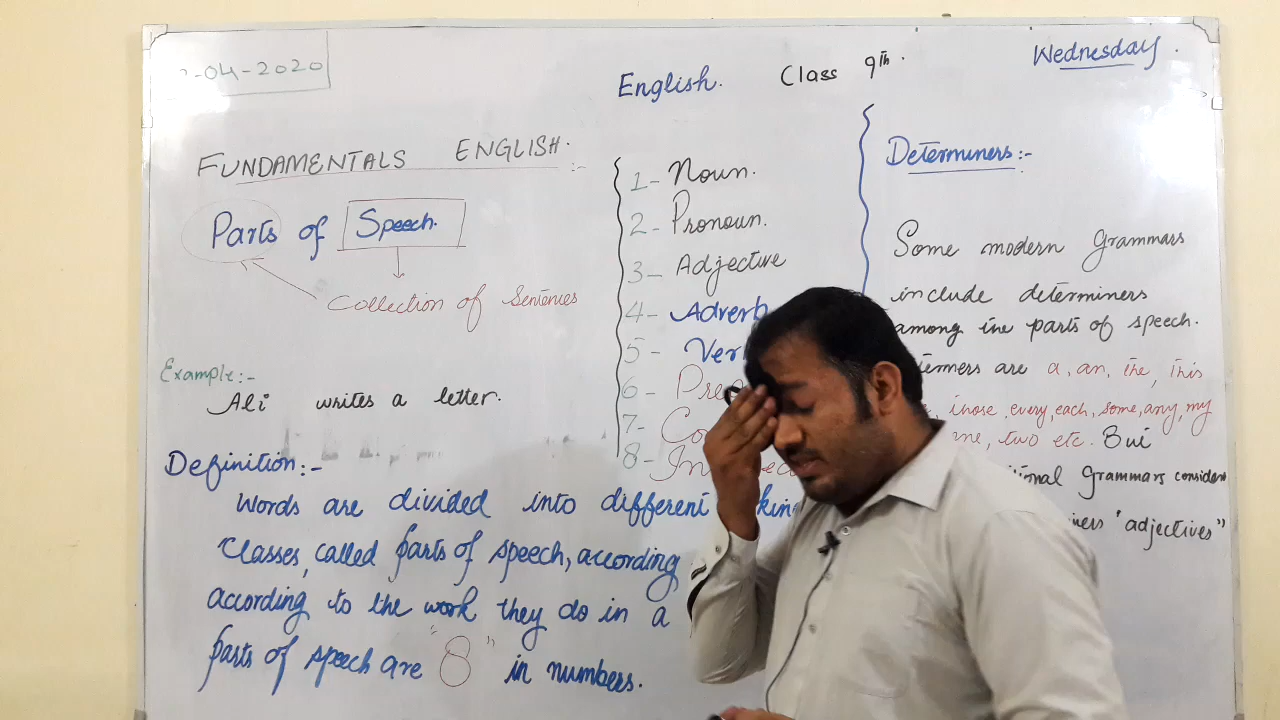 -04-2020
English. Class 9th.
Wednesday.
FUNDAMENTALS ENGLISH:-
Parts of Speech.
Collection of Sentences
Example:-
Ali writes a letter.
Definition:-
Words are divided into different kin
Classes, called parts of speech, according
according to the work they do in a
parts of speech are "8" in numbers.
1- Noun.
2- Pronoun.
3- Adjective
4- Adverb
5- Ver
6- Pre
7- Co
8- In
Determiners:-
Some modern Grammars
include determiners
among the parts of speech.
are a, an, the, this
those, every, each, some, any, my
two etc. But
Grammars consider
"adjectives"